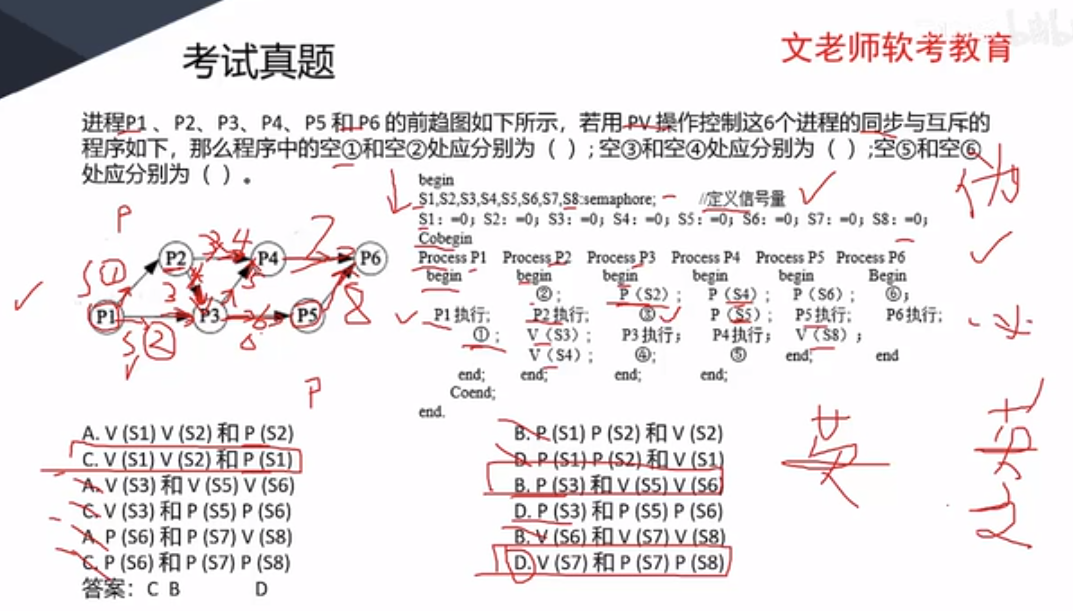 考试真题
文老师软考教育
进程P1 、P2、P3、P4、P5 和 P6 的前趋图如下所示，若用 PV 操作控制这6个进程的同步与互斥的
程序如下，那么程序中的空①和空②处应分别为（ ）; 空③和空④处应分别为（ ）;空⑤和空⑥
处应分别为（ ）。
begin
S1,S2,S3,S4,S5,S6,S7,S8:semaphore; //定义信号量
S1：=0；S2：=0；S3：=0；S4：=0；S5：=0；S6：=0；S7：=0；S8：=0；
Cobegin
Process P1 Process P2 Process P3 Process P4 Process P5 Process P6
begin begin begin begin begin Begin
②； P（S2）； P（S4）； P（S6）； ⑥；
P1执行； P2执行； ③ P（S5）； P5执行； P6执行；
①； V（S3）； P3执行； P4执行； V（S8）；
V（S4）； ④； ⑤ end； end
end; end; end; end;
Coend;
end.
P
S① 3 4 7
P2 P4 P6
3 5 8
P1 P3 P5
S② 6
P
A. V (S1) V (S2) 和 P (S2) B. P (S1) P (S2) 和 V (S2)
C. V (S1) V (S2) 和 P (S1) D. P (S1) P (S2) 和 V (S1)
A. V (S3) 和 V (S5) V (S6) B. P (S3) 和 V (S5) V (S6)
C. V (S3) 和 P (S5) P (S6) D. P (S3) 和 P (S5) P (S6)
A. P (S6) 和 P (S7) V (S8) B. V (S6) 和 V (S7) V (S8)
C. P (S6) 和 P (S7) P (S8) D. V (S7) 和 P (S7) P (S8)
答案：C B D